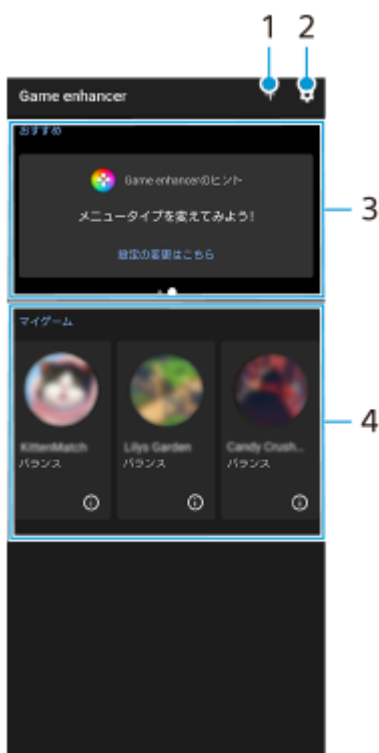 1 2
Game enhancer
おすすめ
Game enhancerのヒント
メニュータイプを変えてみよう!
設定の変更はこちら
3
マイゲーム
KittenMatch
Lilys Garden
Candy Crush...
バランス
バランス
バランス
4